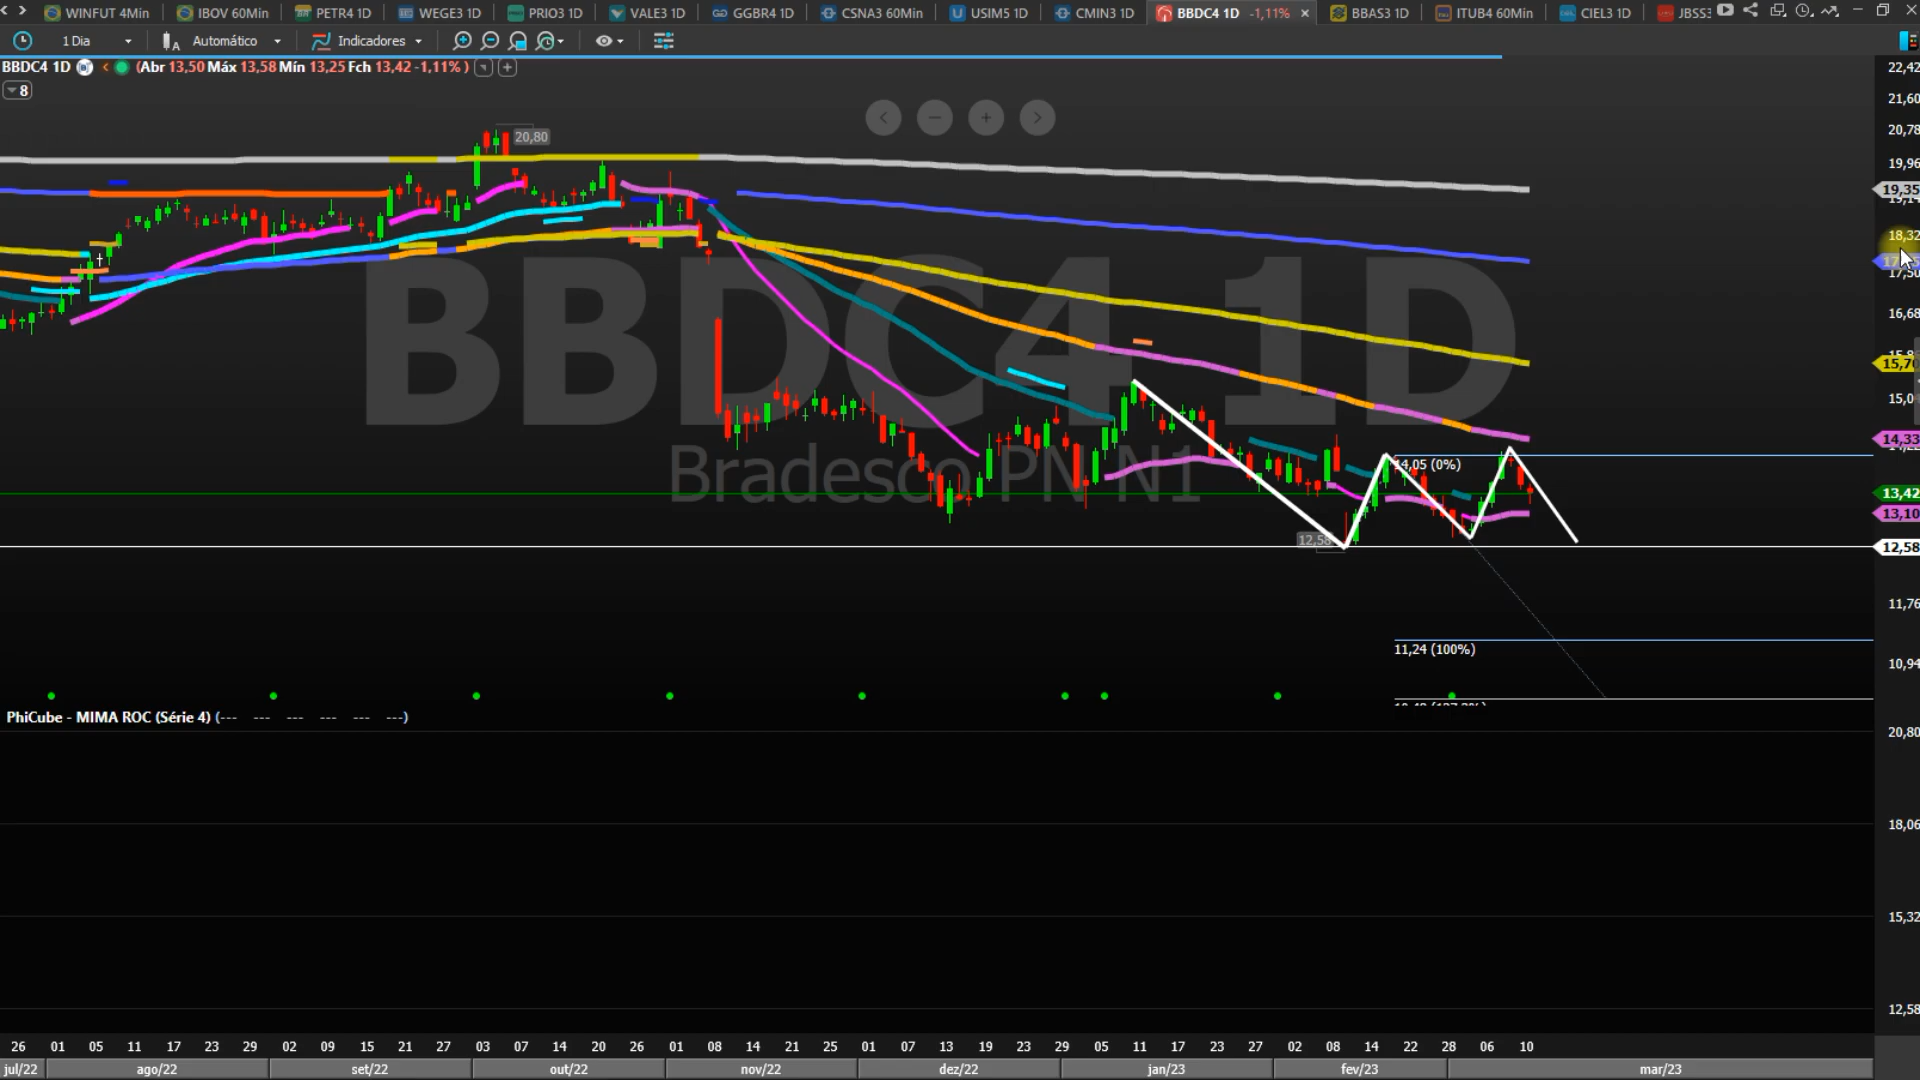 WINFUT 4Min IBOV 60Min PETR4 1D WEGE3 1D PRIO3 1D VALE3 1D GGBR4 1D CSNA3 60Min USIM5 1D CMIN3 1D BBDC4 1D -1,11% BBAS3 1D ITUB4 60Min CIEL3 1D JBSS3
1 Dia Automático Indicadores
BBDC4 1D (Abr 13,50 Máx 13,58 Mín 13,25 Fch 13,42 -1,11% )
8
22,42
21,60
20,78
20,80
19,96
19,35
18,32
16,68
BBDC4 1D
Bradesco PN N1
14,33
14,05 (0%)
13,42
13,10
12,58
12,58
11,76
11,24 (100%)
10,94
PhiCube - MIMA ROC (Série 4) (--- --- --- --- --- ---)
20,80
18,06
15,32
12,58
26 01 05 11 17 23 29 02 09 15 21 27 03 07 14 20 26 01 08 14 21 25 01 07 13 19 23 29 05 11 17 23 27 02 08 14 22 28 06 10
jul/22 ago/22 set/22 out/22 nov/22 dez/22 jan/23 fev/23 mar/23